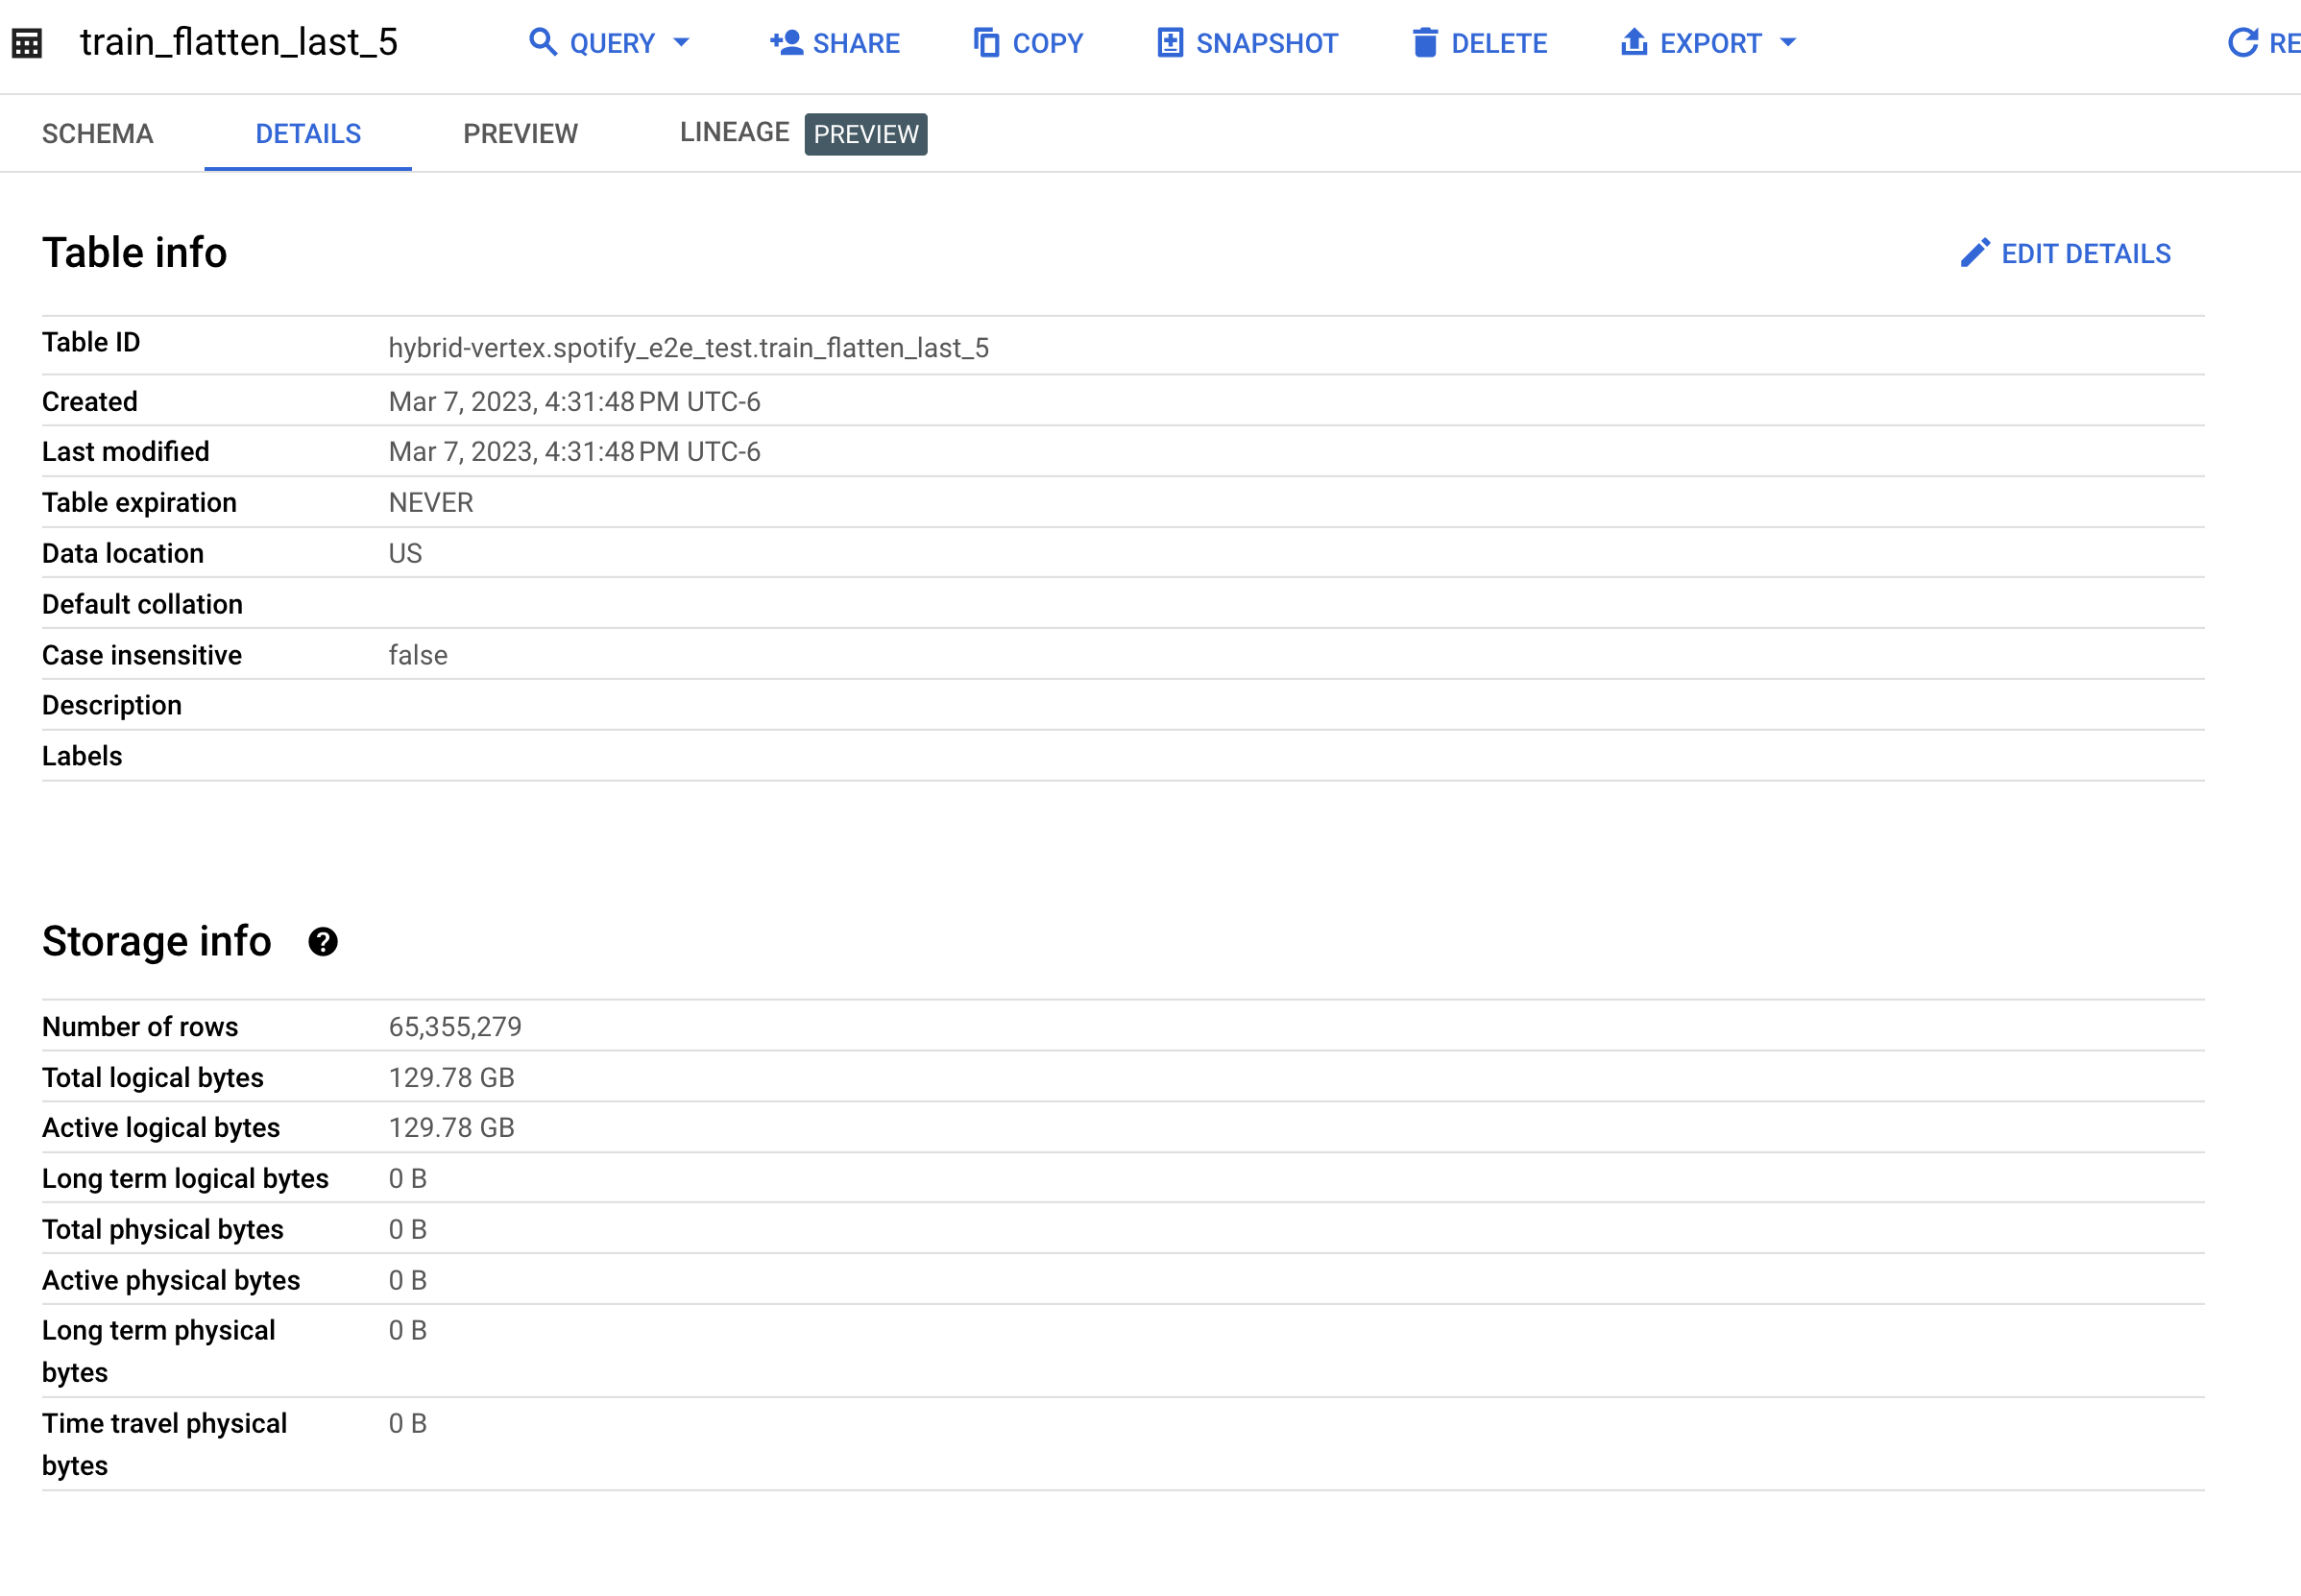 train_flatten_last_5 QUERY SHARE COPY SNAPSHOT DELETE EXPORT RE
SCHEMA DETAILS PREVIEW LINEAGE PREVIEW
Table info EDIT DETAILS
Table ID hybrid-vertex.spotify_e2e_test.train_flatten_last_5
Created Mar 7, 2023, 4:31:48 PM UTC-6
Last modified Mar 7, 2023, 4:31:48 PM UTC-6
Table expiration NEVER
Data location US
Default collation
Case insensitive false
Description
Labels
Storage info ?
Number of rows 65,355,279
Total logical bytes 129.78 GB
Active logical bytes 129.78 GB
Long term logical bytes 0 B
Total physical bytes 0 B
Active physical bytes 0 B
Long term physical 0 B
bytes
Time travel physical 0 B
bytes